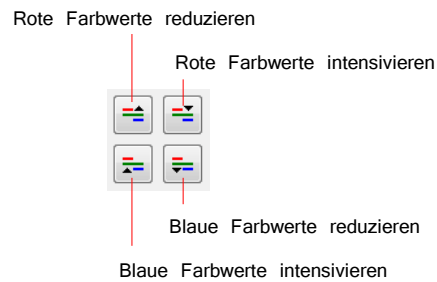 Rote Farbwerte reduzieren
Rote Farbwerte intensivieren
Blaue Farbwerte reduzieren
Blaue Farbwerte intensivieren